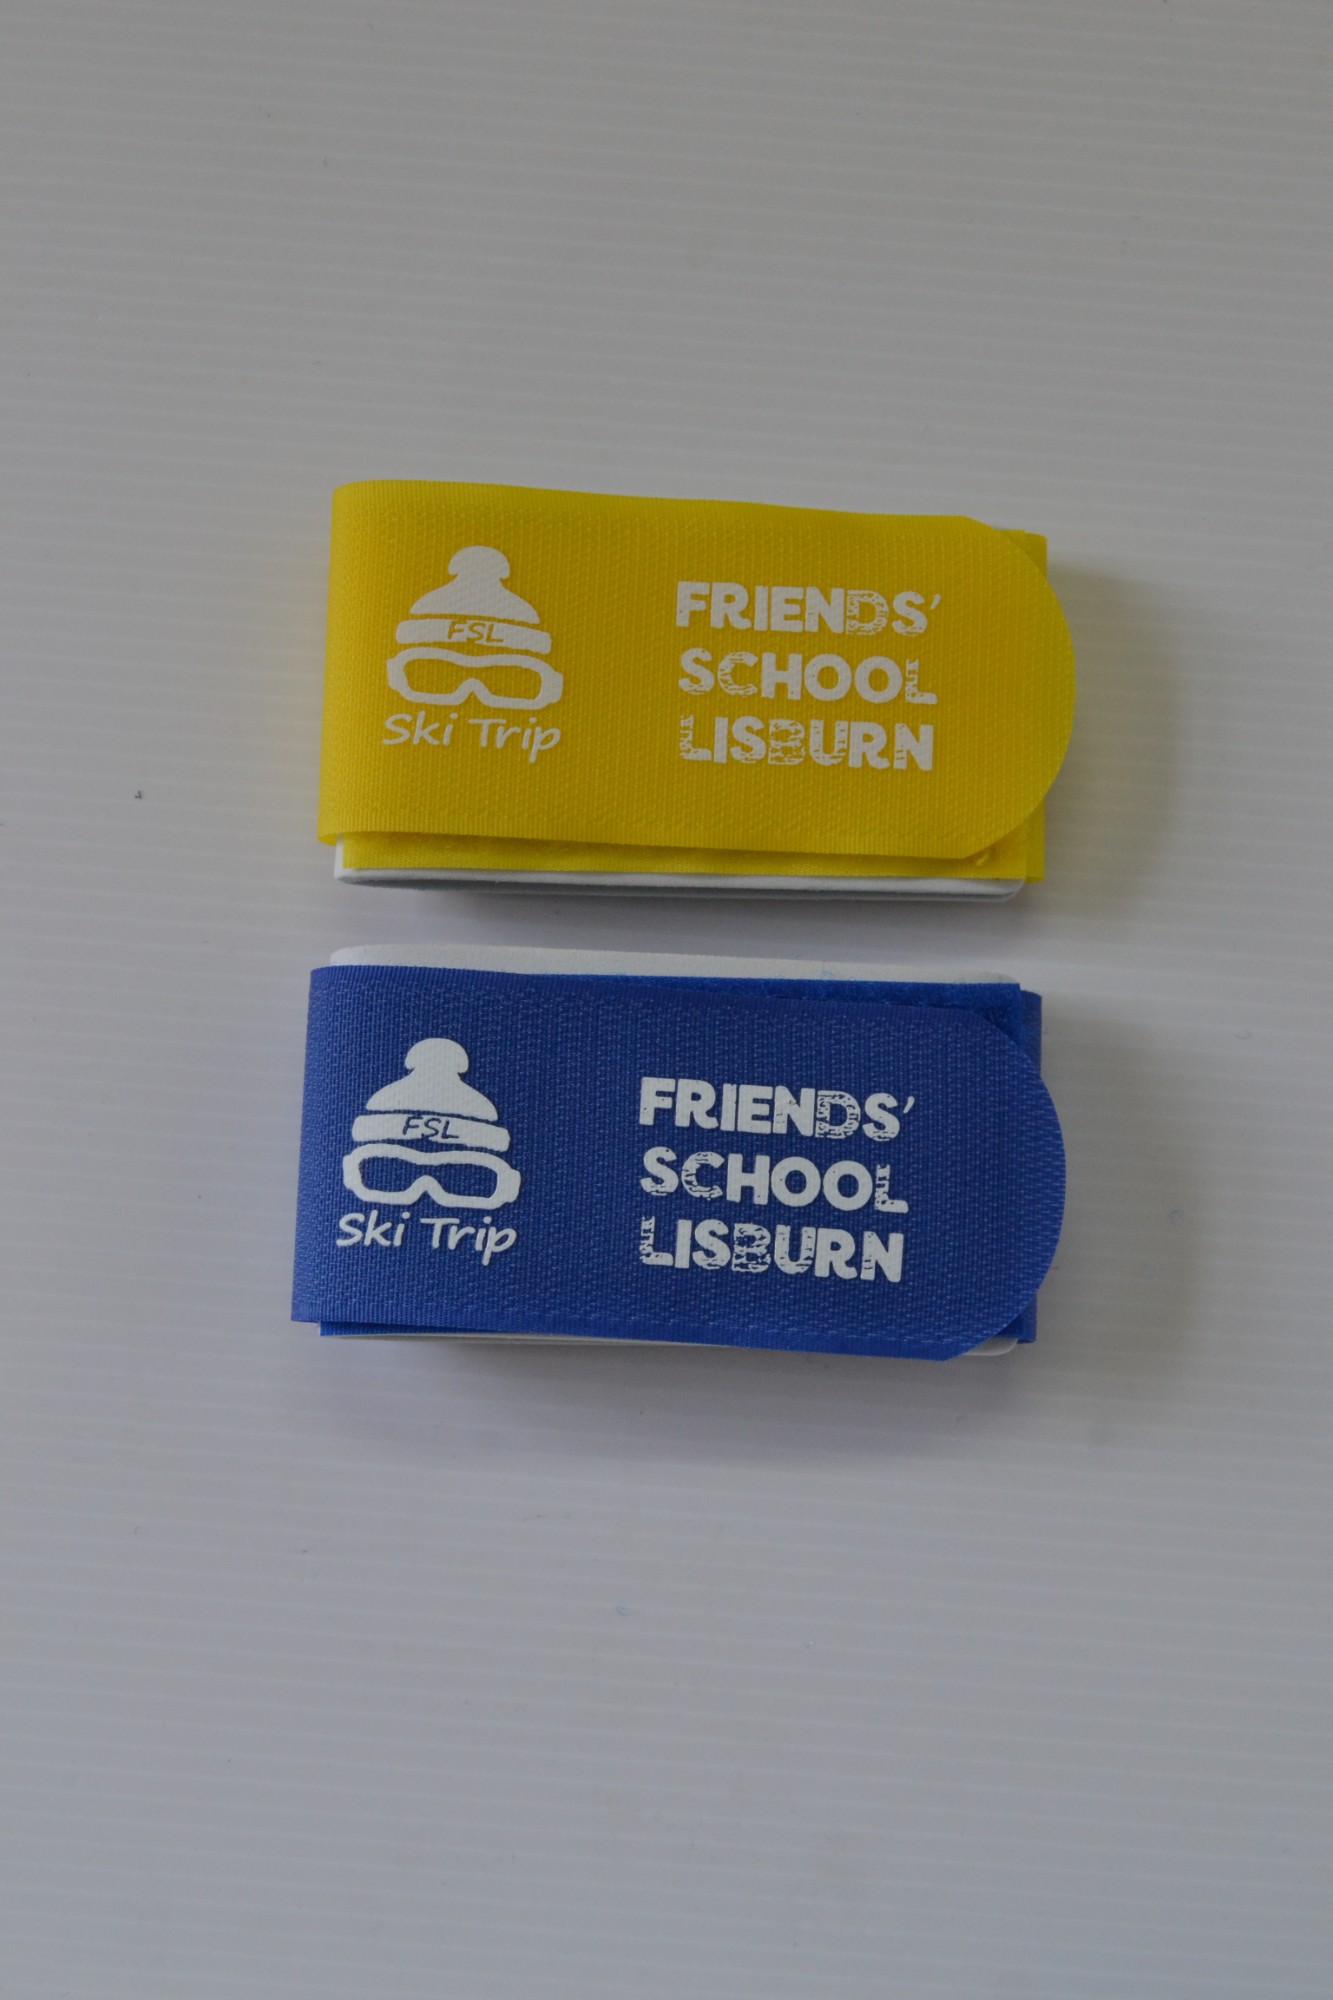 FSL
Ski Trip
FRIENDS'
SCHOOL
LISBURN
FSL
Ski Trip
FRIENDS'
SCHOOL
LISBURN